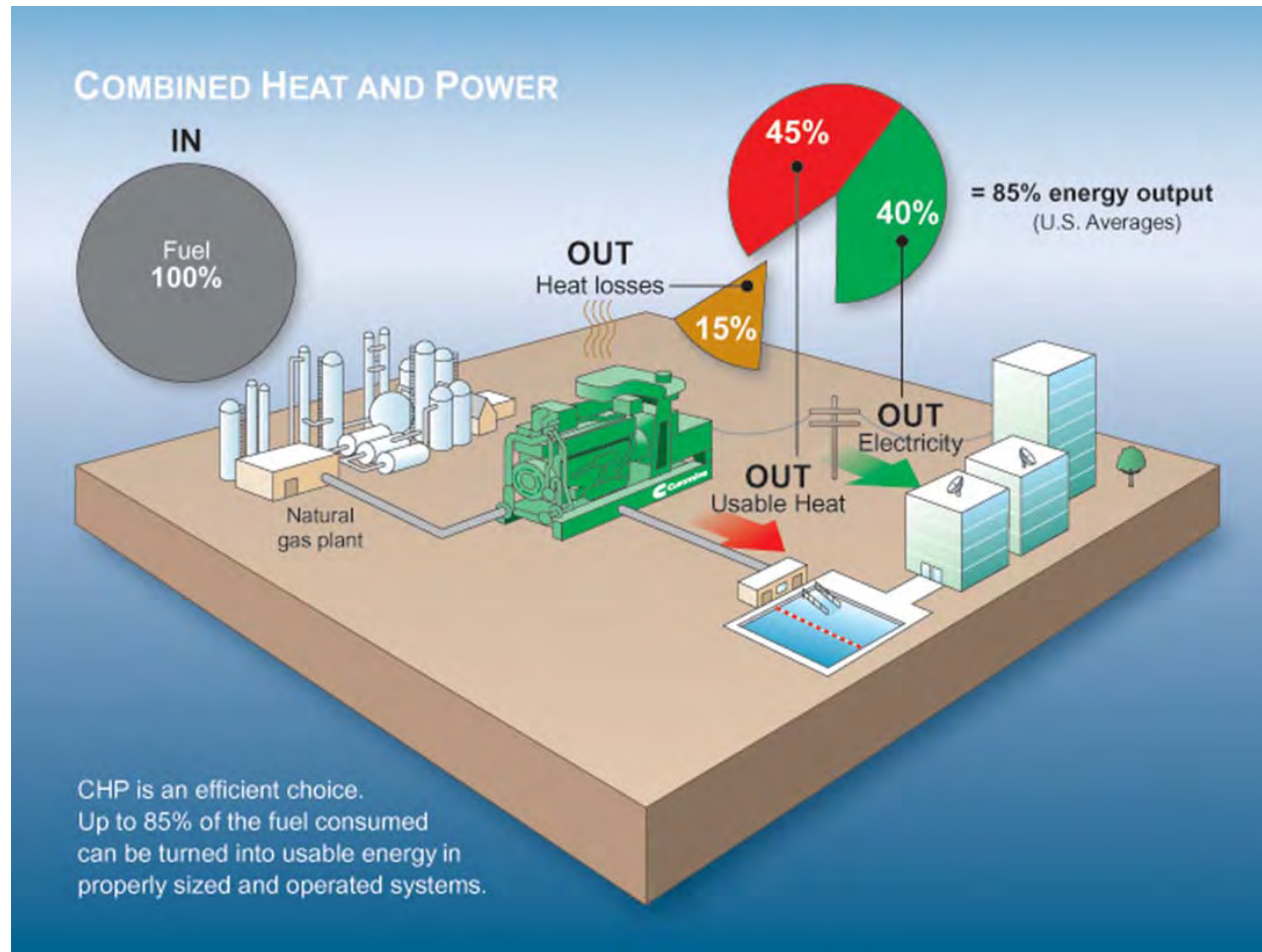 COMBINED HEAT AND POWER
IN
Fuel
100%
45%
40%
= 85% energy output
(U.S. Averages)
OUT
Heat losses
15%
OUT
Electricity
OUT
Usable Heat
Cummins
Natural
gas plant
CHP is an efficient choice.
Up to 85% of the fuel consumed
can be turned into usable energy in
properly sized and operated systems.